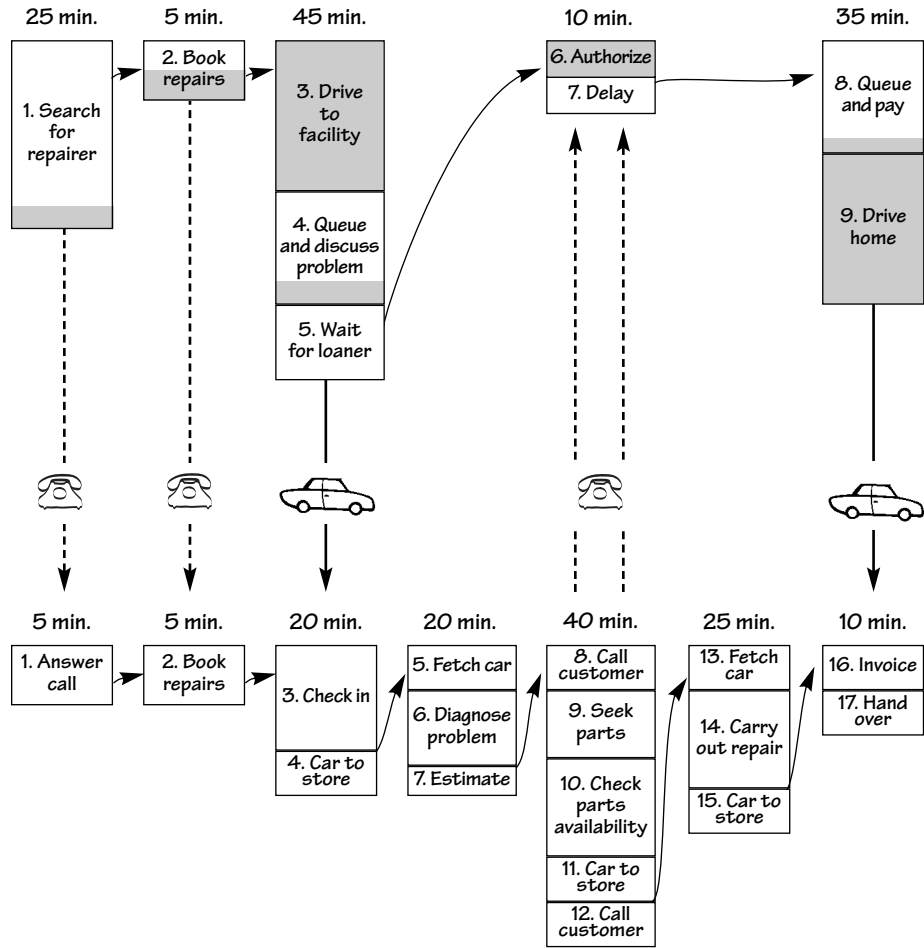 25 min.
5 min.
45 min.
10 min.
35 min.
1. Search
for
repairer
2. Book
repairs
3. Drive
to
facility
4. Queue
and discuss
problem
5. Wait
for loaner
6. Authorize
7. Delay
8. Queue
and pay
9. Drive
home
5 min.
5 min.
20 min.
20 min.
40 min.
25 min.
10 min.
1. Answer
call
2. Book
repairs
3. Check in
4. Car to
store
5. Fetch car
6. Diagnose
problem
7. Estimate
8. Call
customer
9. Seek
parts
10. Check
parts
availability
11. Car to
store
12. Call
customer
13. Fetch
car
14. Carry
out repair
15. Car to
store
16. Invoice
17. Hand
over